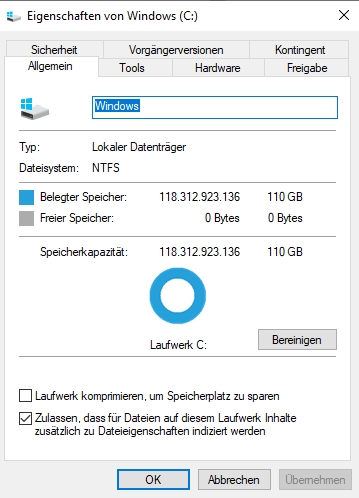 Eigenschaften von Windows (C:)
Sicherheit Vorgängerversionen Kontingent
Allgemein Tools Hardware Freigabe
Windows
Typ: Lokaler Datenträger
Dateisystem: NTFS
Belegter Speicher: 118.312.923.136 110 GB
Freier Speicher: 0 Bytes 0 Bytes
Speicherkapazität: 118.312.923.136 110 GB
Laufwerk C: Bereinigen
Laufwerk komprimieren, um Speicherplatz zu sparen
Zulassen, dass für Dateien auf diesem Laufwerk Inhalte
zusätzlich zu Dateieigenschaften indiziert werden
OK Abbrechen Übernehmen